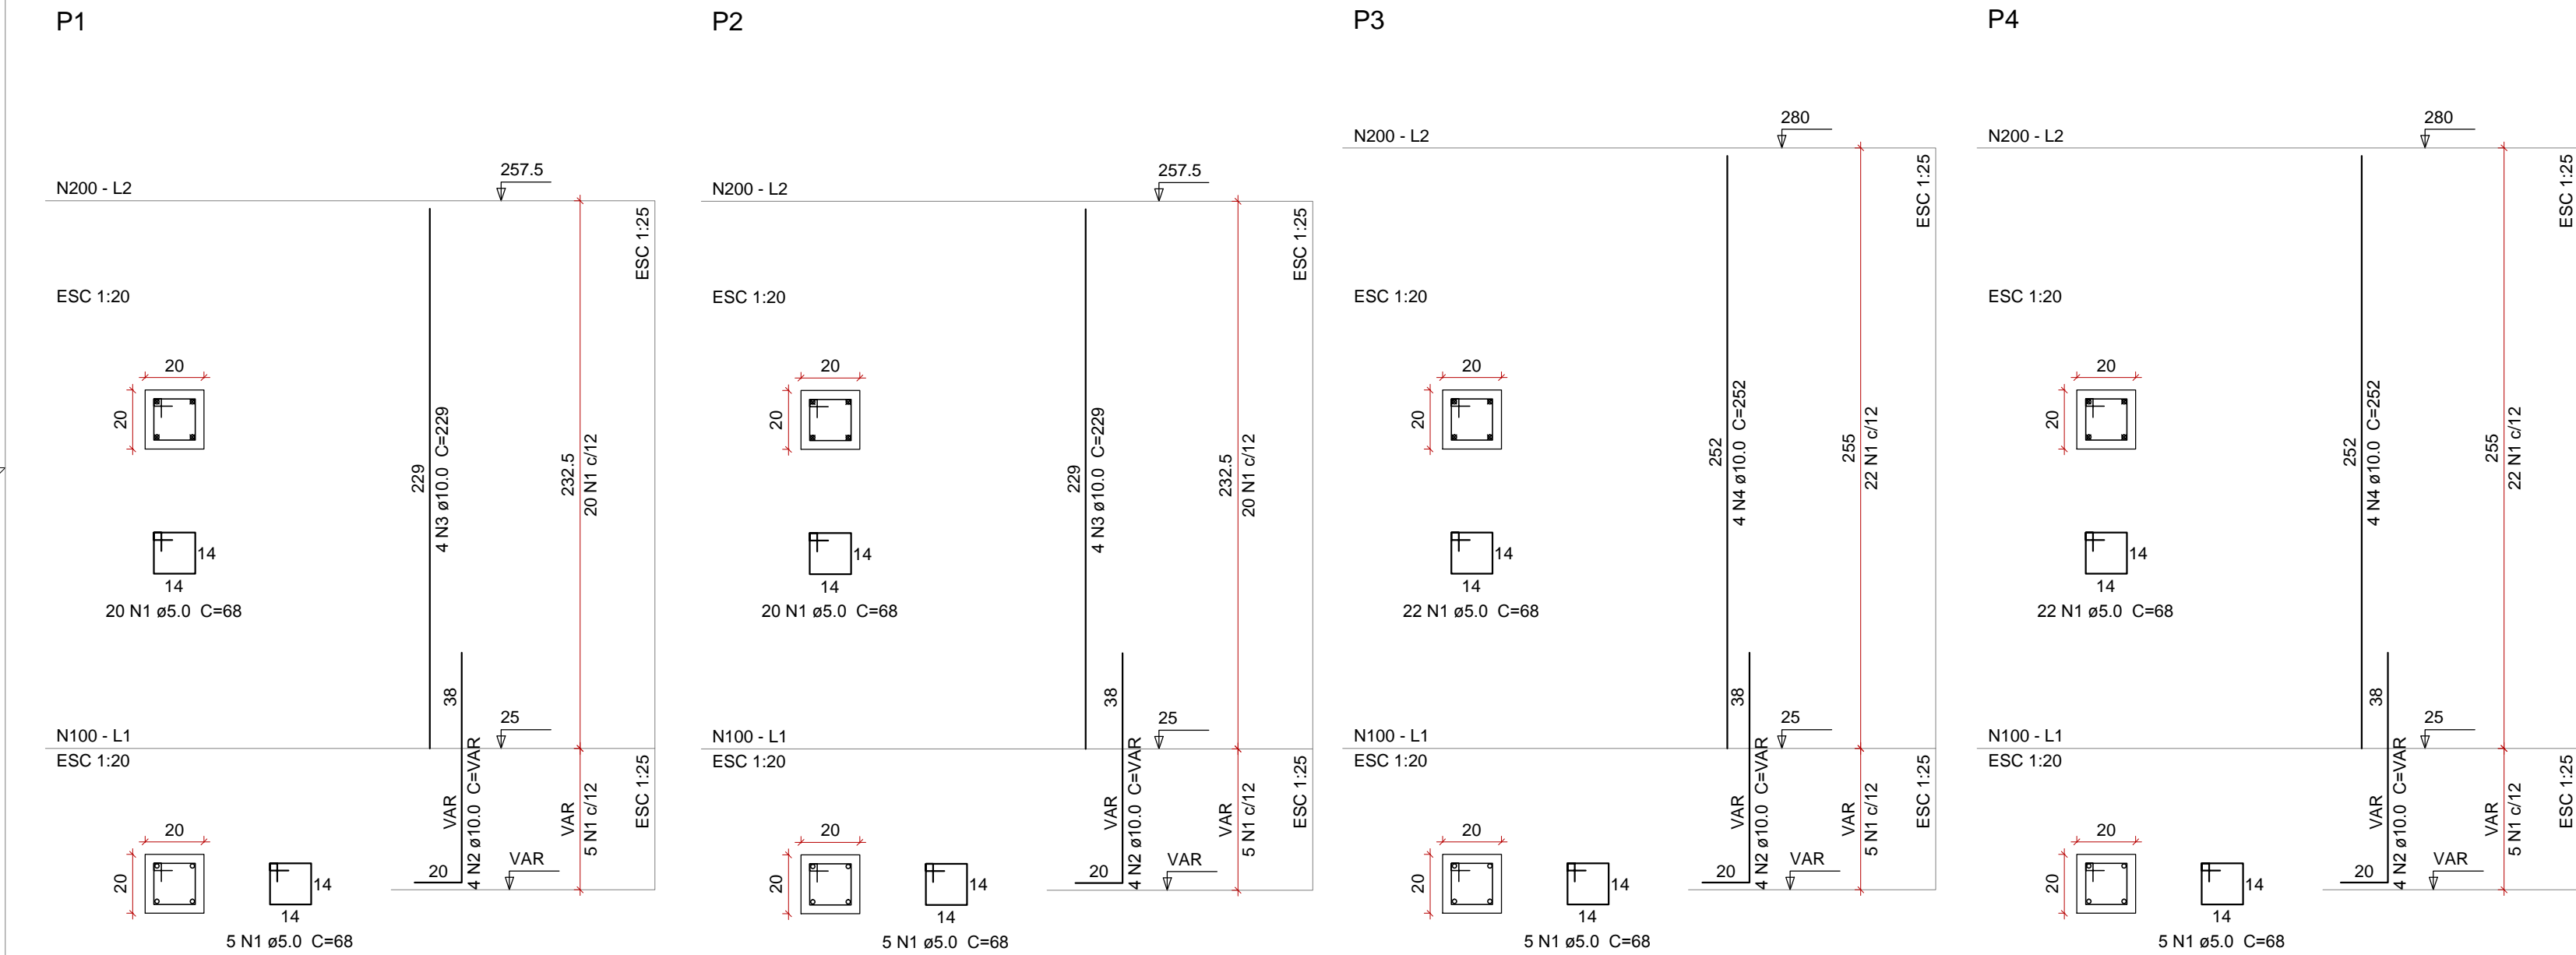 P1
257.5
N200 - L2
ESC 1:25
ESC 1:20
20
20
229
4 N3 ø10.0  C=229
232.5
20 N1 c/12
14
14
20 N1 ø5.0  C=68
38
25
N100 - L1
ESC 1:20
ESC 1:25
VAR
4 N2 ø10.0  C=VAR
VAR
5 N1 c/12
20
20
14
14
20
VAR
5 N1 ø5.0  C=68
P2
257.5
N200 - L2
ESC 1:25
ESC 1:20
20
20
229
4 N3 ø10.0  C=229
232.5
20 N1 c/12
14
14
20 N1 ø5.0  C=68
38
25
N100 - L1
ESC 1:20
ESC 1:25
VAR
4 N2 ø10.0  C=VAR
VAR
5 N1 c/12
20
20
14
14
20
VAR
5 N1 ø5.0  C=68
P3
280
N200 - L2
ESC 1:25
ESC 1:20
20
20
252
4 N4 ø10.0  C=252
255
22 N1 c/12
14
14
22 N1 ø5.0  C=68
38
25
N100 - L1
ESC 1:20
ESC 1:25
VAR
4 N2 ø10.0  C=VAR
VAR
5 N1 c/12
20
20
14
14
20
VAR
5 N1 ø5.0  C=68
P4
280
N200 - L2
ESC 1:25
ESC 1:20
20
20
252
4 N4 ø10.0  C=252
255
22 N1 c/12
14
14
22 N1 ø5.0  C=68
38
25
N100 - L1
ESC 1:20
ESC 1:25
VAR
4 N2 ø10.0  C=VAR
VAR
5 N1 c/12
20
20
14
14
20
VAR
5 N1 ø5.0  C=68